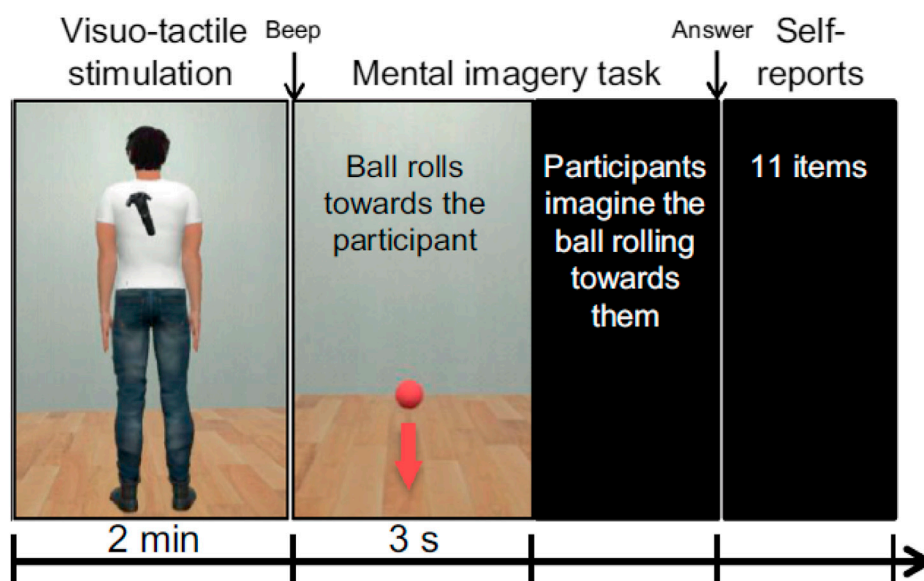 Visuo-tactile
stimulation
Beep
Mental imagery task
Answer
Self-
reports
Ball rolls
towards the
participant
Participants
imagine the
ball rolling
towards
them
11 items
2 min
3 s